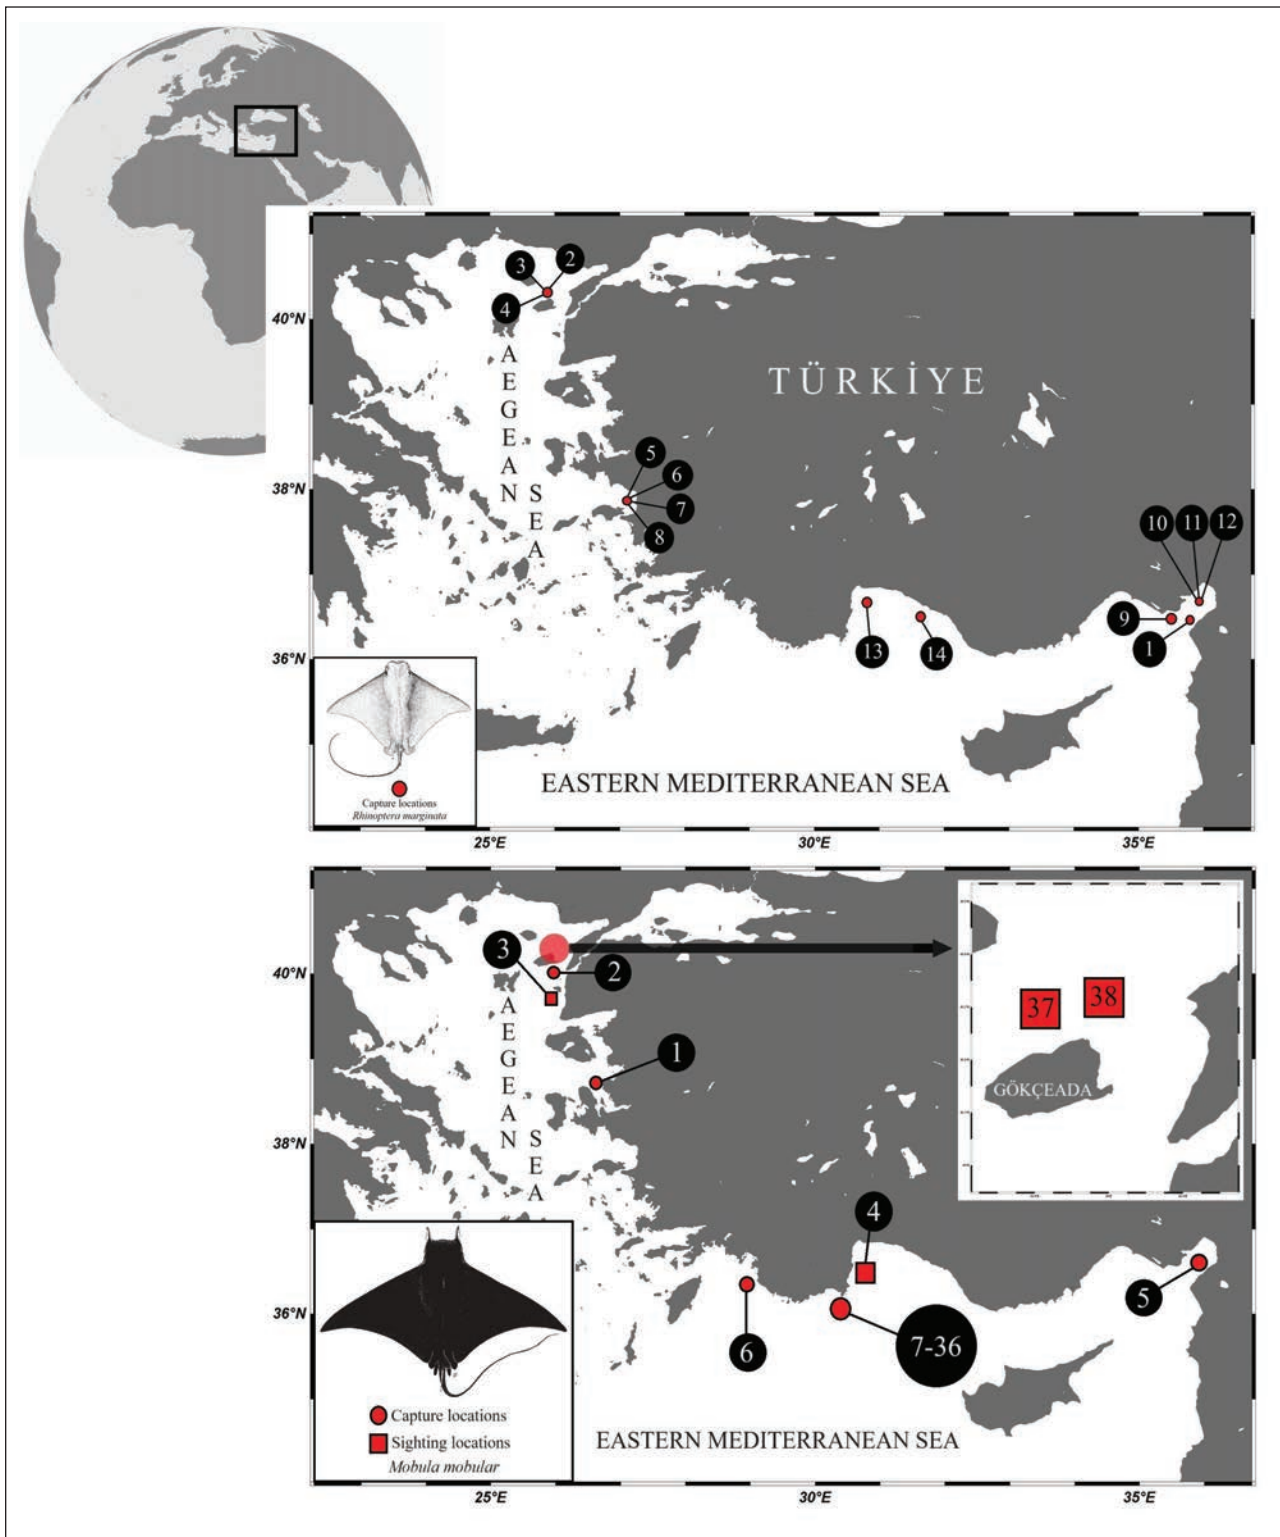 3
2
4
40°N
AEGEAN
SEA
TÜRKİYE
38°N
5
6
7
8
10
11
12
9
1
13
14
36°N
Capture locations
Rhinoptera marginata
EASTERN MEDITERRANEAN SEA
25°E
30°E
35°E
3
2
40°N
AEGEAN
SEA
1
37
38
GÖKÇEADA
38°N
4
5
36°N
6
7-36
Capture locations
Sighting locations
Mobula mobular
EASTERN MEDITERRANEAN SEA
25°E
30°E
35°E